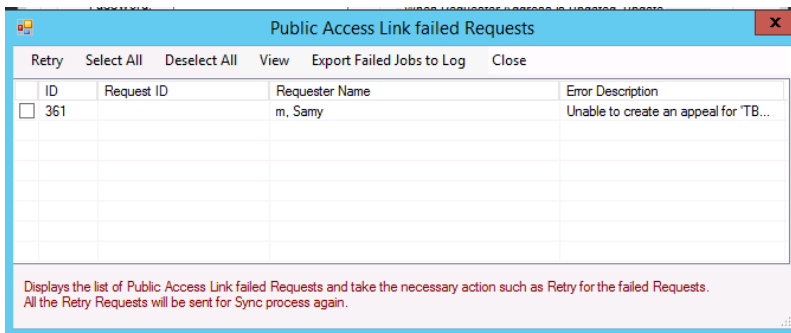 Public Access Link failed Requests
x
Retry Select All Deselect All View Export Failed Jobs to Log Close
ID Request ID Requester Name Error Description
361 m, Samy Unable to create an appeal for 'TB...
Displays the list of Public Access Link failed Requests and take the necessary action such as Retry for the failed Requests.
All the Retry Requests will be sent for Sync process again.